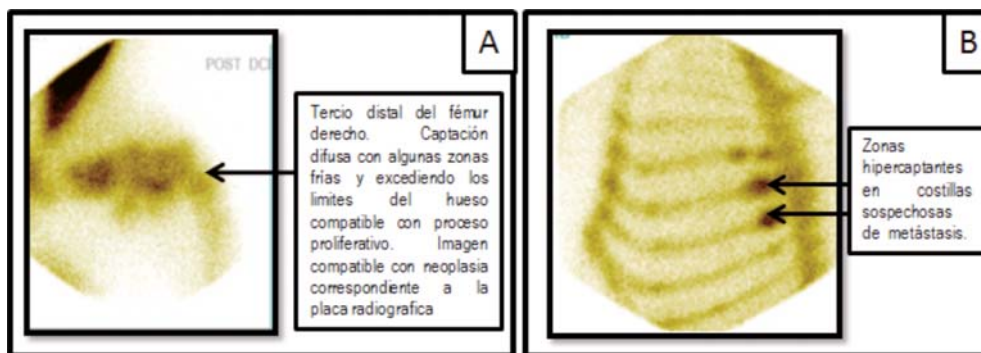 A
POST DC
Tercio distal del fémur
derecho. Captación
difusa con algunas zonas
frías y excediendo los
limites del hueso
compatible con proceso
proliferativo. Imagen
compatible con neoplasia
correspondiente a la
placa radiografica
B
Zonas
hipercaptantes
en costillas
sospechosas
de metástasis.